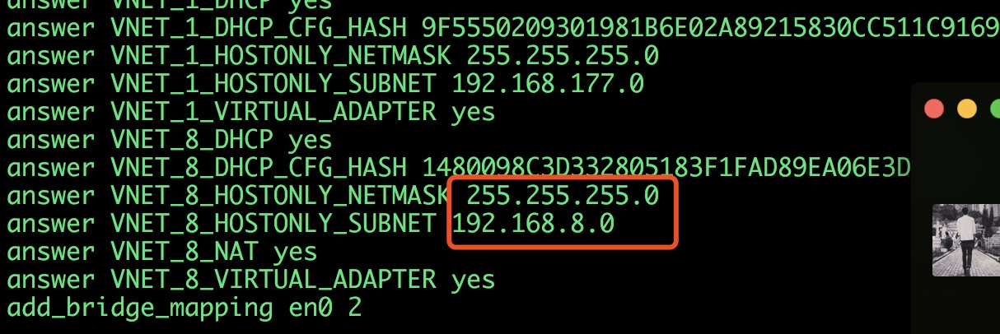 answer VNET_1_DHCP yes
answer VNET_1_DHCP_CFG_HASH 9F5550209301981B6E02A89215830CC511C9169
answer VNET_1_HOSTONLY_NETMASK 255.255.255.0
answer VNET_1_HOSTONLY_SUBNET 192.168.177.0
answer VNET_1_VIRTUAL_ADAPTER yes
answer VNET_8_DHCP yes
answer VNET_8_DHCP_CFG_HASH 1480098C3D332805183F1FAD89EA06E3D
answer VNET_8_HOSTONLY_NETMASK 255.255.255.0
answer VNET_8_HOSTONLY_SUBNET 192.168.8.0
answer VNET_8_NAT yes
answer VNET_8_VIRTUAL_ADAPTER yes
add_bridge_mapping en0 2